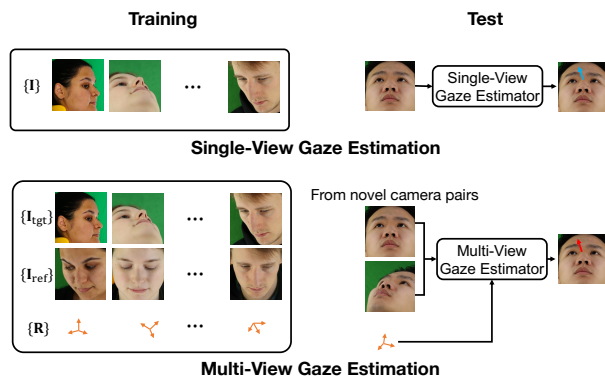 Training
Test
{I}
...
Single-View
Gaze Estimator
Single-View Gaze Estimation
{I_tgt}
...
From novel camera pairs
{I_ref}
...
Multi-View
Gaze Estimator
{R}
...
Multi-View Gaze Estimation